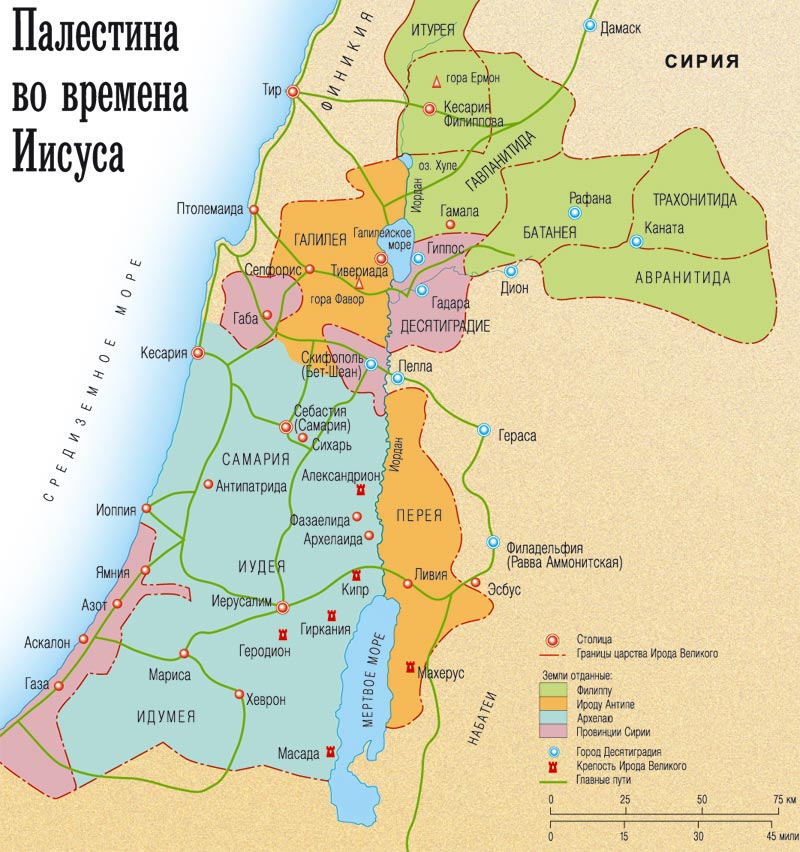 Палестина
во времена
Иисуса
ФИНИКИЯ
ИТУРЕЯ
Дамаск
СИРИЯ
гора Ермон
Тир
Кесария
Филиппова
оз. Хуле
ГАВЛАНИТИДА
Иордан
Птолемаида
Гамала
Рафана
ТРАХОНИТИДА
ГАЛИЛЕЯ
Галилейское
море
БАТАНЕЯ
Каната
Гиппос
Сепфорис
Тивериада
АВРАНИТИДА
Дион
гора Фавор
Гадара
Габа
ДЕСЯТИГРАДИЕ
СРЕДИЗЕМНОЕ МОРЕ
Кесария
Скифополь
(Бет-Шеан)
Пелла
Себастия
(Самария)
Сихарь
Гераса
Иордан
САМАРИЯ
Александрион
Антипатрида
Иоппия
Фазаелида
ПЕРЕЯ
Архелаида
Филадельфия
(Равва Аммонитская)
ИУДЕЯ
Ямния
Ливия
Кипр
Эсбус
Азот
Иерусалим
Гиркания
Аскалон
Геродион
МЕРТВОЕ МОРЕ
Мариса
Махерус
Газа
Хеврон
ИДУМЕЯ
НАБАТЕИ
Масада
Столица
Границы царства Ирода Великого
Земли отданные:
Филиппу
Ироду Антипе
Архелаю
Провинции Сирии
Город Десятиградия
Крепость Ирода Великого
Главные пути
0 25 50 75 км
0 15 30 45 мили